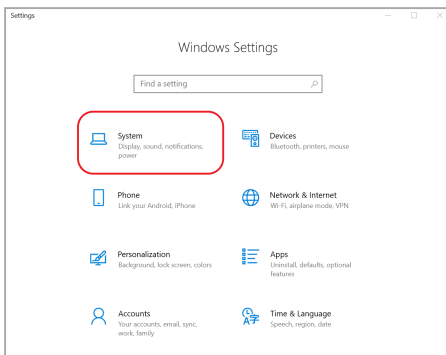 Settings
Windows Settings
Find a setting
System
Display, sound, notifications,
power
Devices
Bluetooth, printers, mouse
Phone
Link your Android, iPhone
Network & Internet
Wi-Fi, airplane mode, VPN
Personalization
Background, lock screen, colors
Apps
Uninstall, defaults, optional
features
Accounts
Your accounts, email, sync,
work, family
Time & Language
Speech, region, date